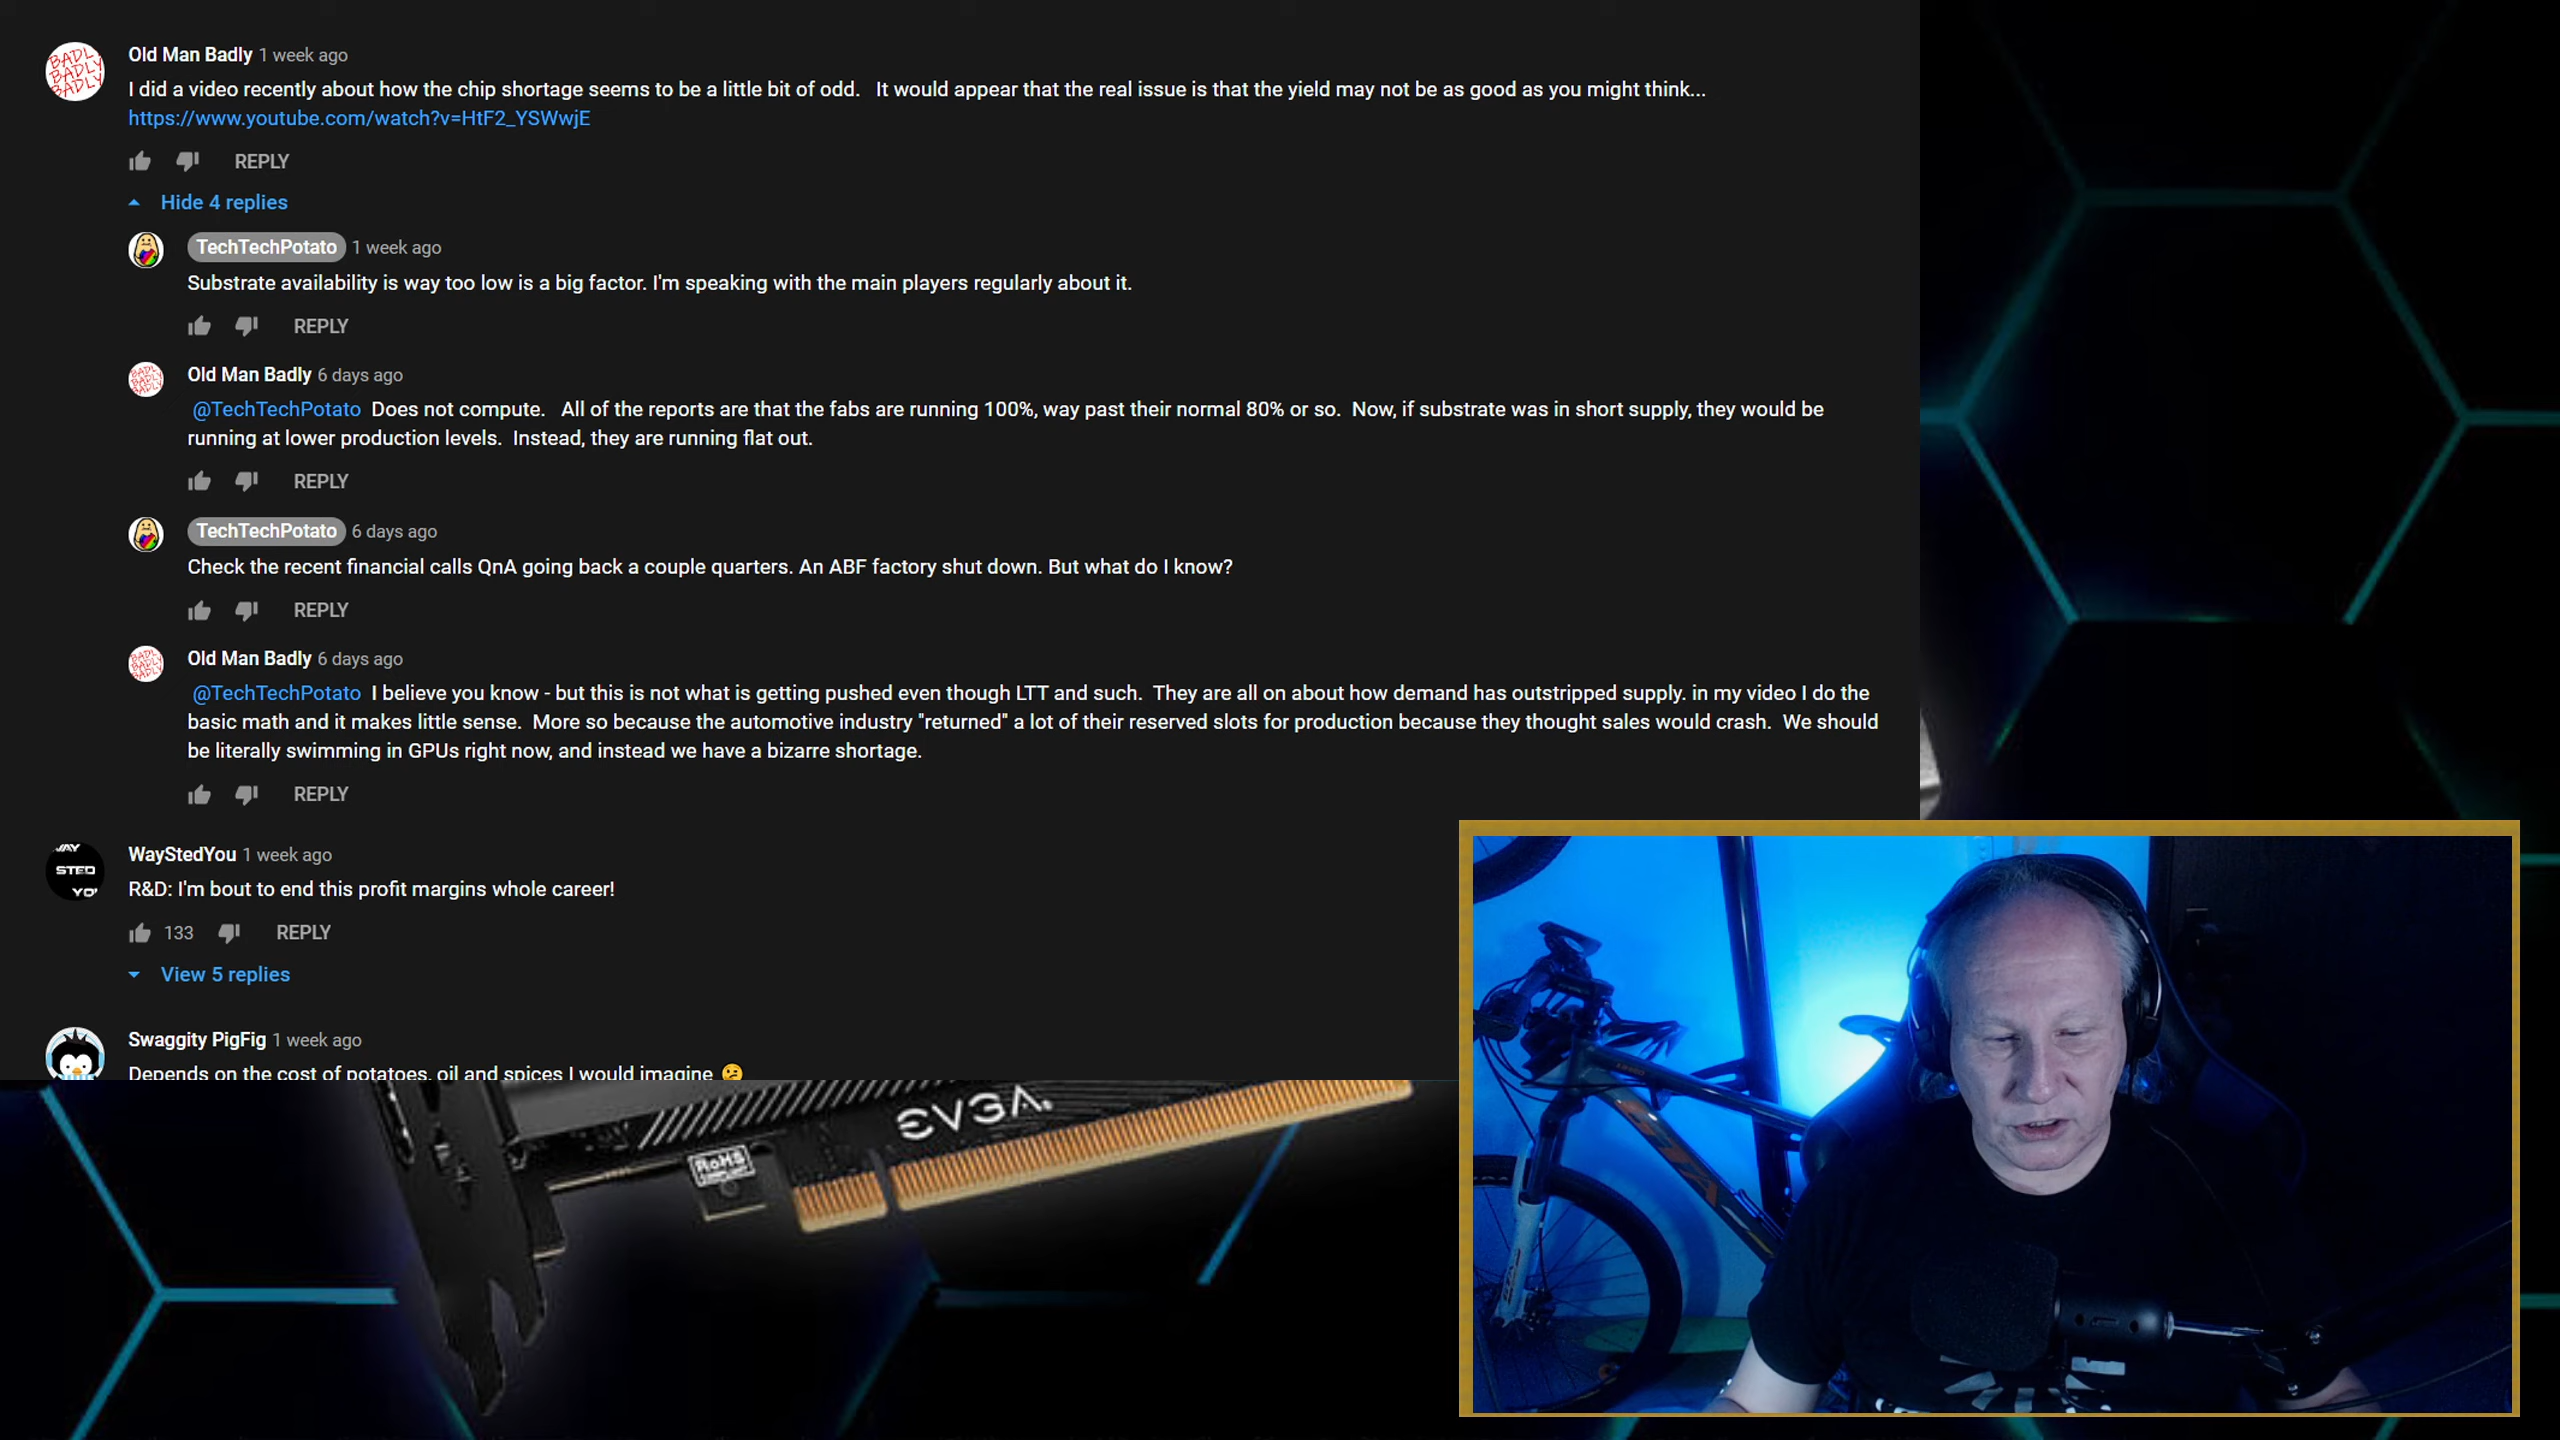 Old Man Badly 1 week ago
I did a video recently about how the chip shortage seems to be a little bit of odd. It would appear that the real issue is that the yield may not be as good as you might think...
https://www.youtube.com/watch?v=HtF2_YSWwjE
REPLY
Hide 4 replies
TechTechPotato 1 week ago
Substrate availability is way too low is a big factor. I'm speaking with the main players regularly about it.
REPLY
Old Man Badly 6 days ago
@TechTechPotato Does not compute. All of the reports are that the fabs are running 100%, way past their normal 80% or so. Now, if substrate was in short supply, they would be
running at lower production levels. Instead, they are running flat out.
REPLY
TechTechPotato 6 days ago
Check the recent financial calls QnA going back a couple quarters. An ABF factory shut down. But what do I know?
REPLY
Old Man Badly 6 days ago
@TechTechPotato I believe you know - but this is not what is getting pushed even though LTT and such. They are all on about how demand has outstripped supply. in my video I do the
basic math and it makes little sense. More so because the automotive industry "returned" a lot of their reserved slots for production because they thought sales would crash. We should
be literally swimming in GPUs right now, and instead we have a bizarre shortage.
REPLY
WayStedYou 1 week ago
R&D: I'm bout to end this profit margins whole career!
133 REPLY
View 5 replies
Swaggity PigFig 1 week ago
Depends on the cost of potatoes, oil and spices I would imagine
BADLY
BADLY
BADLY
WAY
STED
YO
EVGA
RoHS